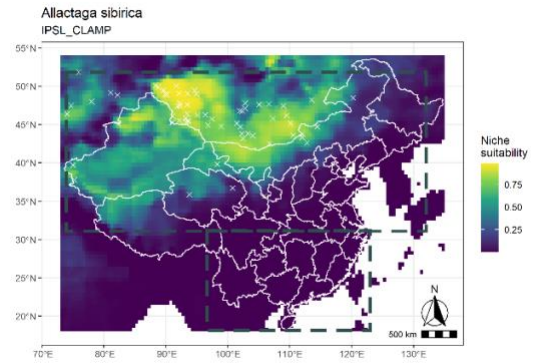 Allactaga sibirica
IPSL_CLAMP
55°N
50°N
45°N
40°N
35°N
30°N
25°N
20°N
70°E
80°E
90°E
100°E
110°E
120°E
130°E
Niche
suitability
0.75
0.50
0.25
N
500 km